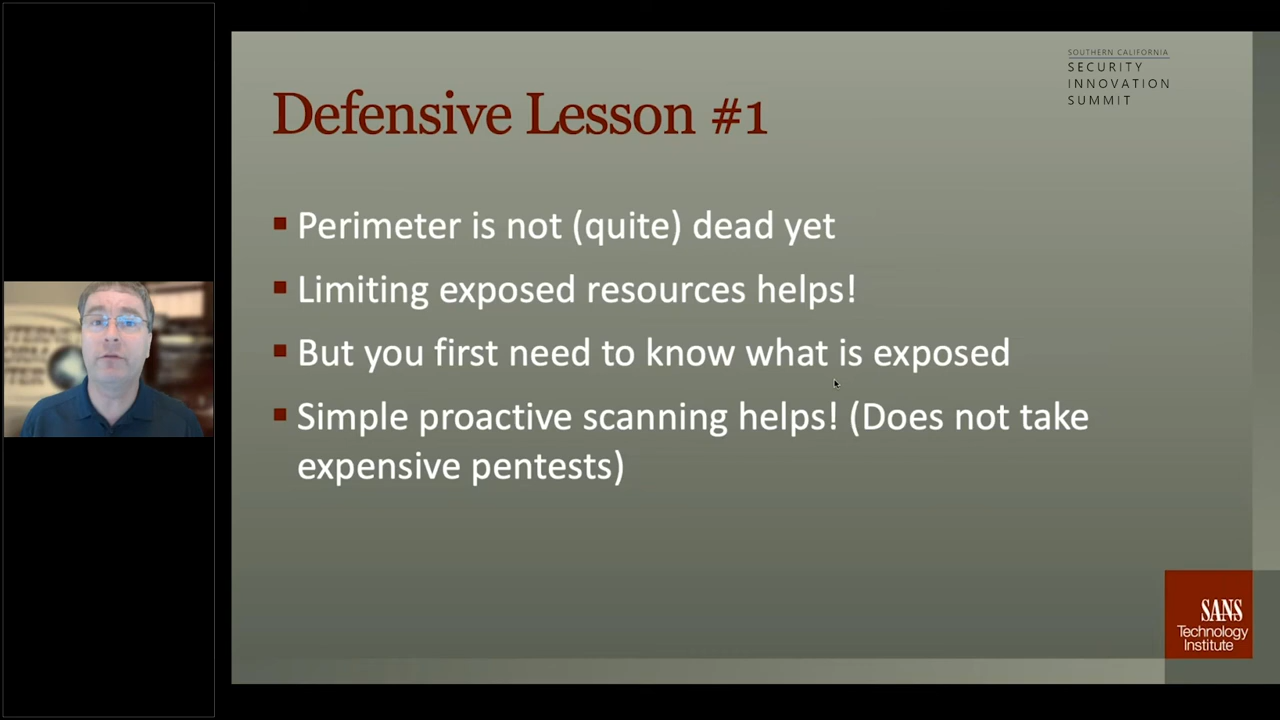 SOUTHERN CALIFORNIA
SECURITY
INNOVATION
SUMMIT
Defensive Lesson #1
Perimeter is not (quite) dead yet
Limiting exposed resources helps!
But you first need to know what is exposed
Simple proactive scanning helps! (Does not take
expensive pentests)
SANS
Technology
Institute